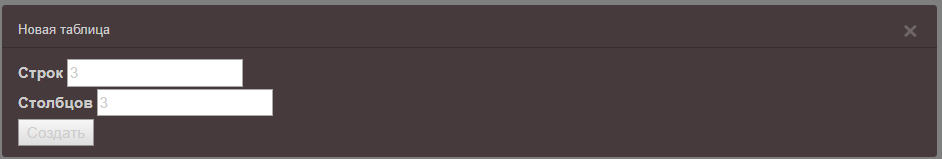 Новая таблица ×
Строк 3
Столбцов 3
Создать